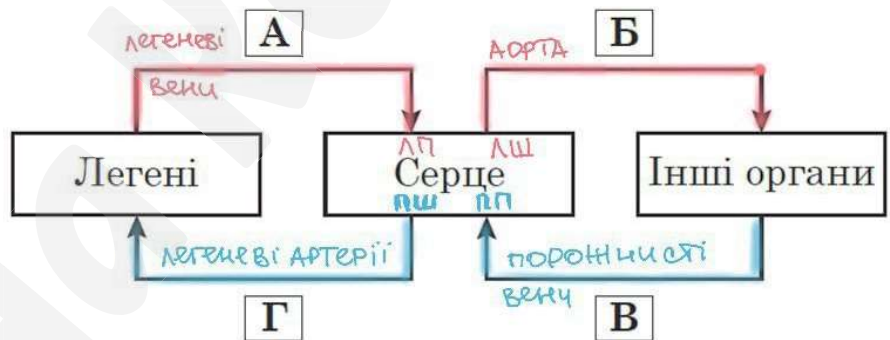 А
Б
легеневі
вени
АОРТА
Легені
Серце
Інші органи
ЛП ЛШ
ПШ ПП
легеневі артерії
порожнисті
вени
Г
В